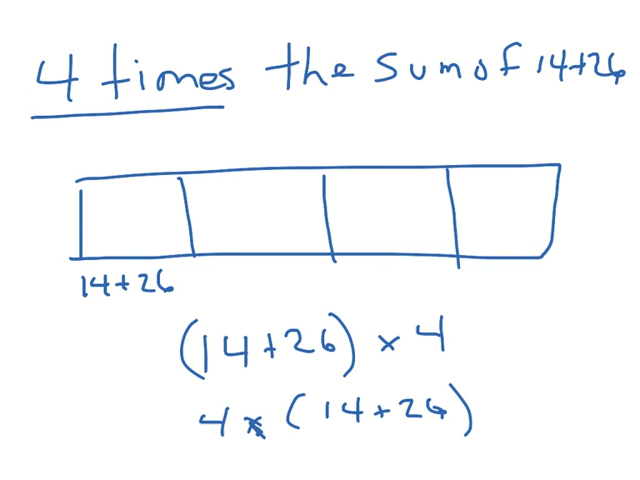 4 times the sum of 14+26
14+26
(14+26) × 4
4 × (14+26)